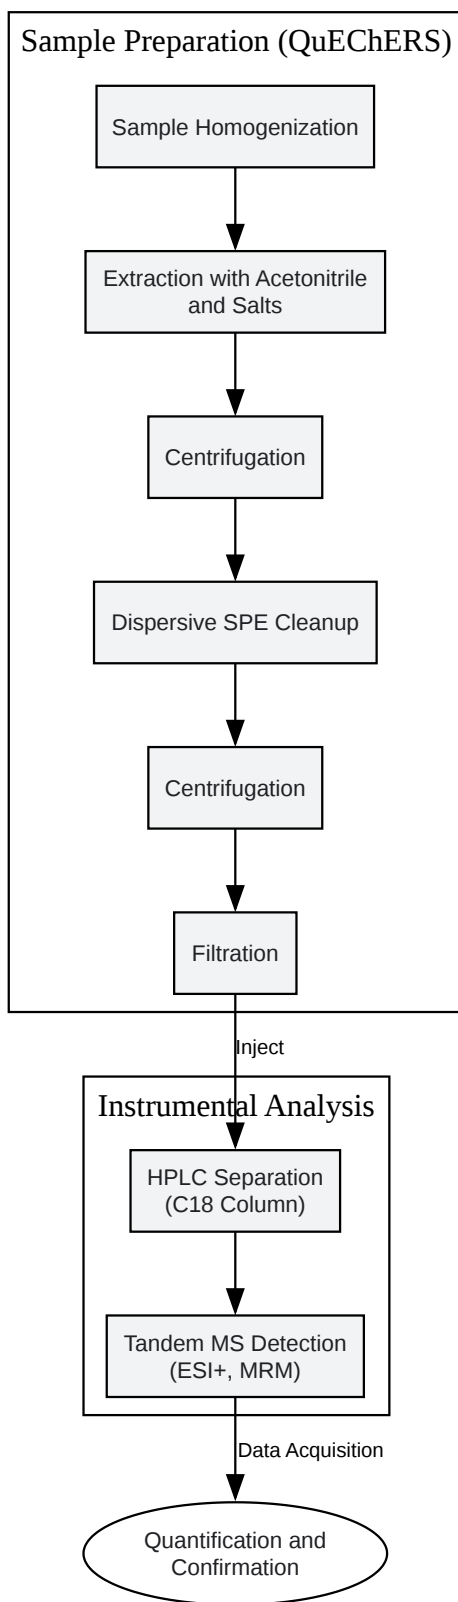 Sample Preparation (QuEChERS)
Sample Homogenization
Extraction with Acetonitrile
and Salts
Centrifugation
Dispersive SPE Cleanup
Centrifugation
Filtration
Inject
Instrumental Analysis
HPLC Separation
(C18 Column)
Tandem MS Detection
(ESI+, MRM)
Data Acquisition
Quantification and
Confirmation